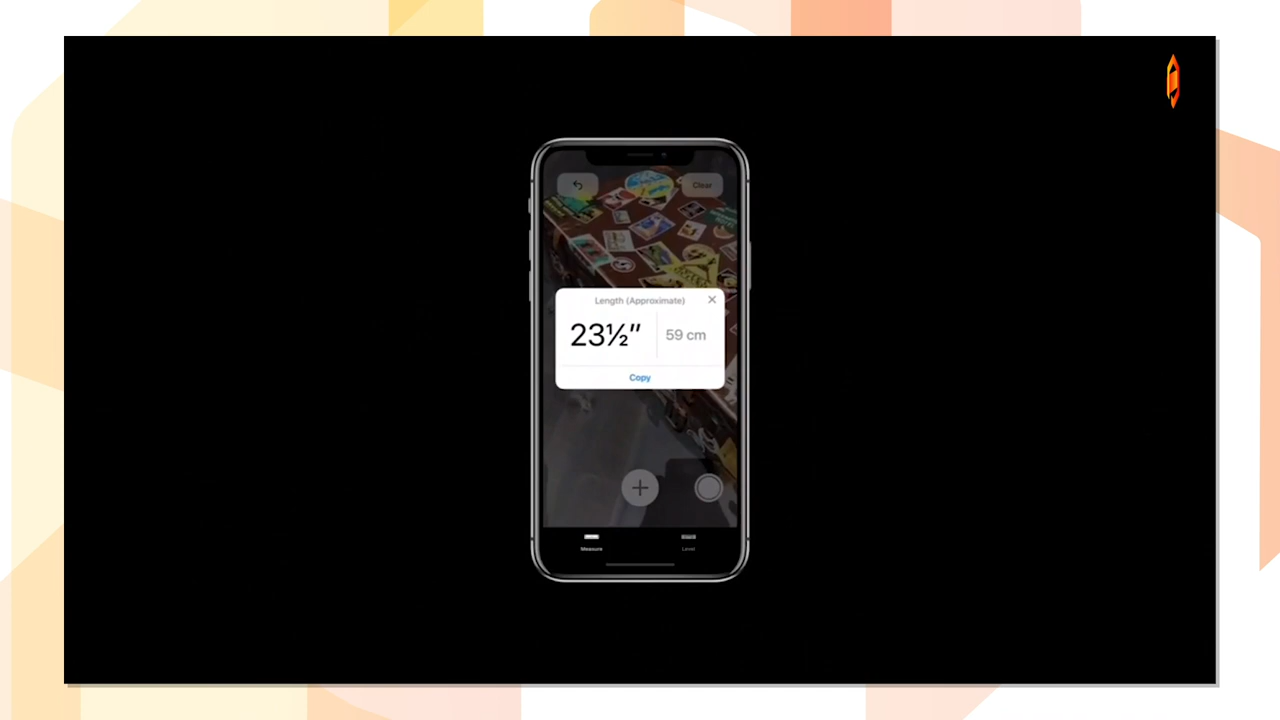 Clear
Length (Approximate)
23½" 59 cm
Copy
Measure Level